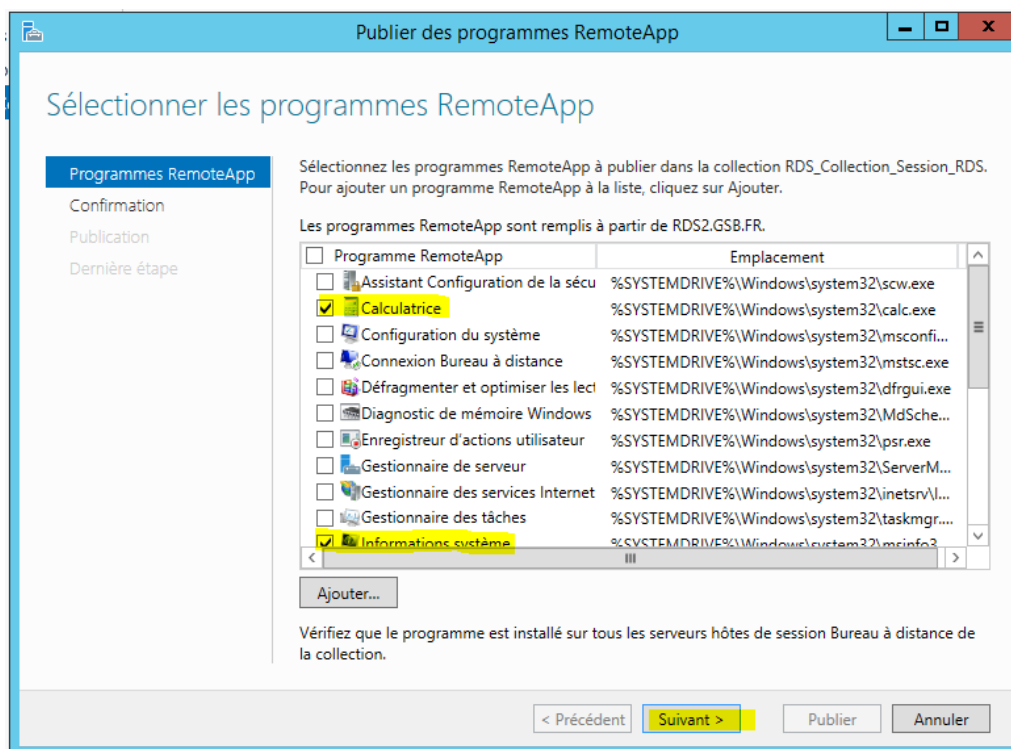 Publier des programmes RemoteApp
Sélectionner les programmes RemoteApp
Programmes RemoteApp
Confirmation
Publication
Dernière étape
Sélectionnez les programmes RemoteApp à publier dans la collection RDS_Collection_Session_RDS.
Pour ajouter un programme RemoteApp à la liste, cliquez sur Ajouter.
Les programmes RemoteApp sont remplis à partir de RDS2.GSB.FR.
Programme RemoteApp Emplacement
Assistant Configuration de la sécu %SYSTEMDRIVE%\Windows\system32\scw.exe
Calculatrice %SYSTEMDRIVE%\Windows\system32\calc.exe
Configuration du système %SYSTEMDRIVE%\Windows\system32\msconfi...
Connexion Bureau à distance %SYSTEMDRIVE%\Windows\system32\mstsc.exe
Défragmenter et optimiser les lect %SYSTEMDRIVE%\Windows\system32\dfrgui.exe
Diagnostic de mémoire Windows %SYSTEMDRIVE%\Windows\system32\MdSche...
Enregistreur d'actions utilisateur %SYSTEMDRIVE%\Windows\system32\psr.exe
Gestionnaire de serveur %SYSTEMDRIVE%\Windows\system32\ServerM...
Gestionnaire des services Internet %SYSTEMDRIVE%\Windows\system32\inetsrv\I...
Gestionnaire des tâches %SYSTEMDRIVE%\Windows\system32\taskmgr....
Informations système %SYSTEMDRIVE%\Windows\system32\msinfo3
Ajouter...
Vérifiez que le programme est installé sur tous les serveurs hôtes de session Bureau à distance de
la collection.
< Précédent Suivant > Publier Annuler